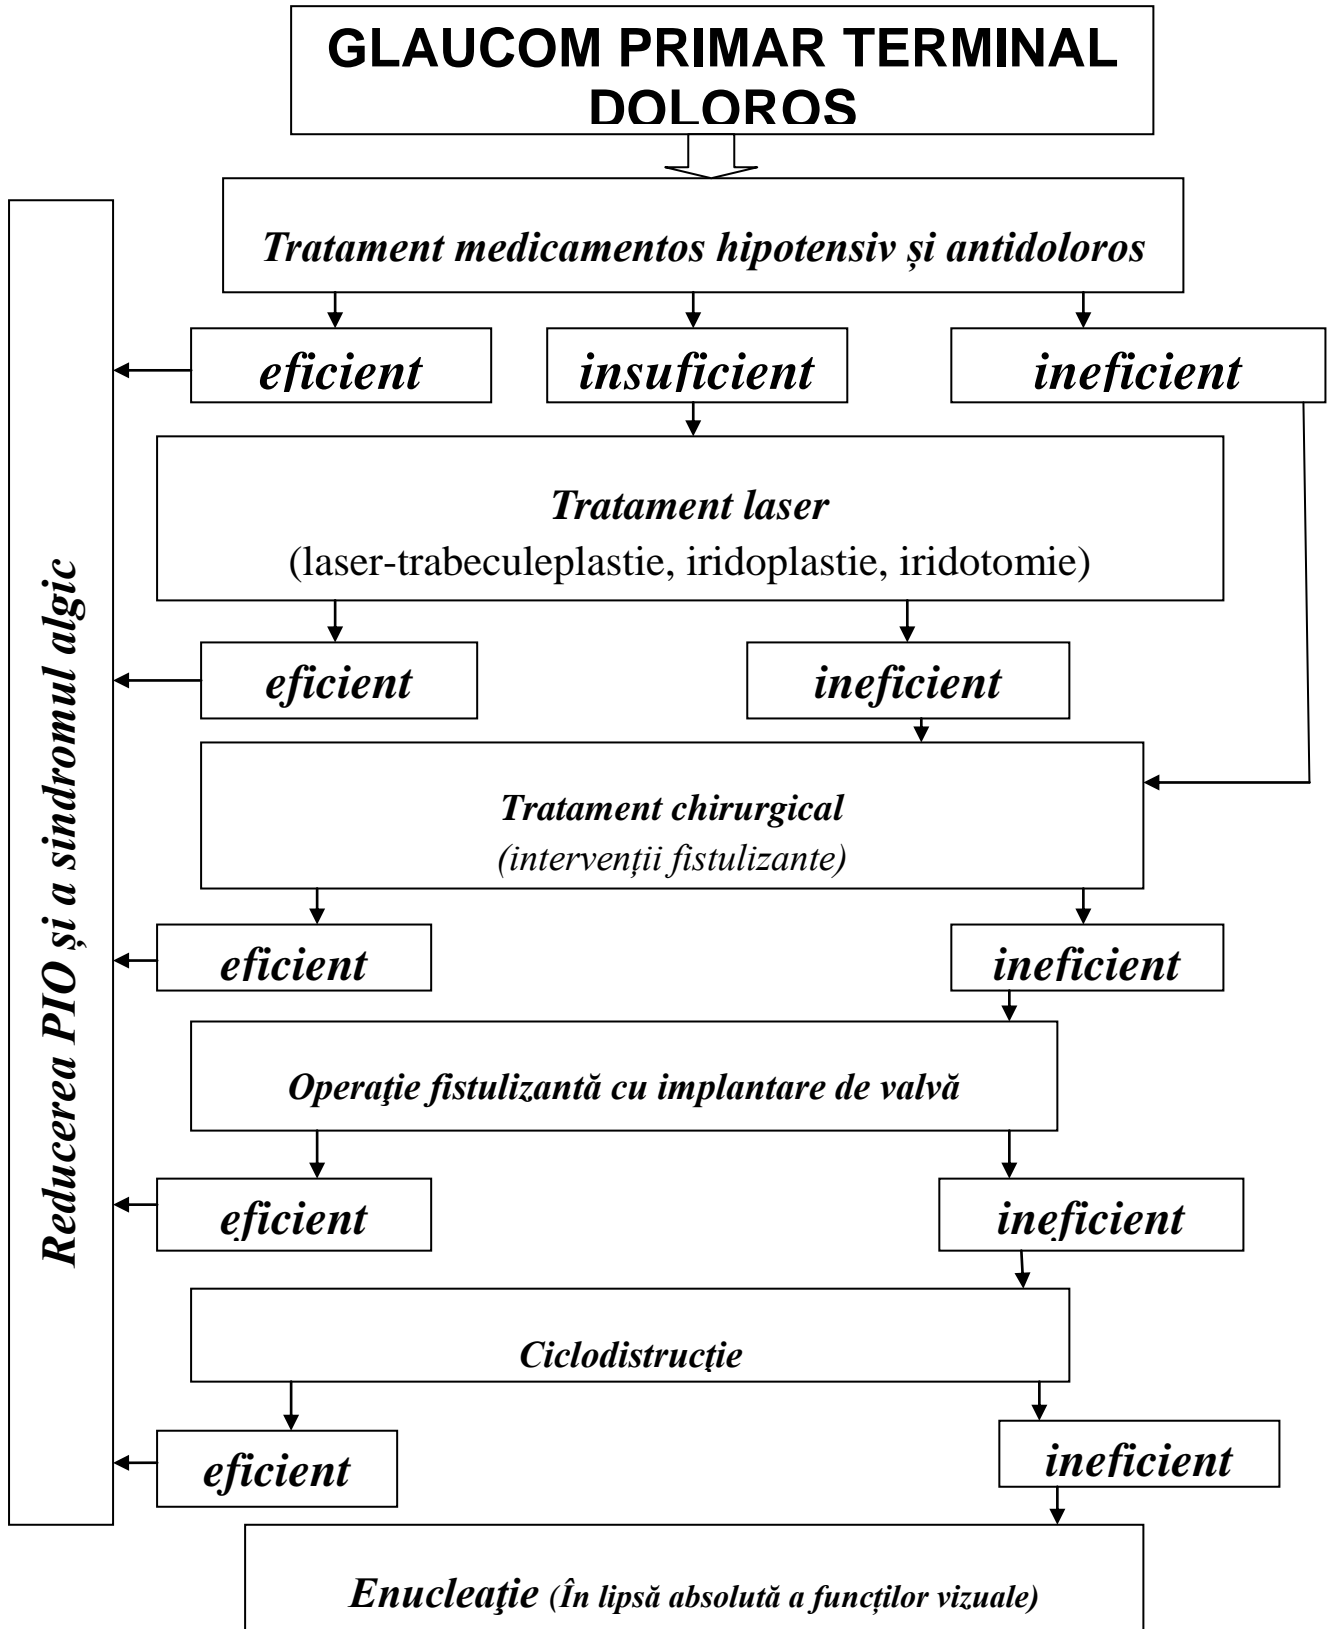 GLAUCOM PRIMAR TERMINAL
DOLOROS
Tratament medicamentos hipotensiv și antidoloros
eficient
insuficient
ineficient
Tratament laser
(laser-trabeculeplastie, iridoplastie, iridotomie)
eficient
ineficient
Tratament chirurgical
(intervenții fistulizante)
eficient
ineficient
Operaţie fistulizantă cu implantare de valvă
eficient
ineficient
Ciclodistrucţie
eficient
ineficient
Enucleaţie (În lipsă absolută a funcților vizuale)
Reducerea PIO și a sindromul algic